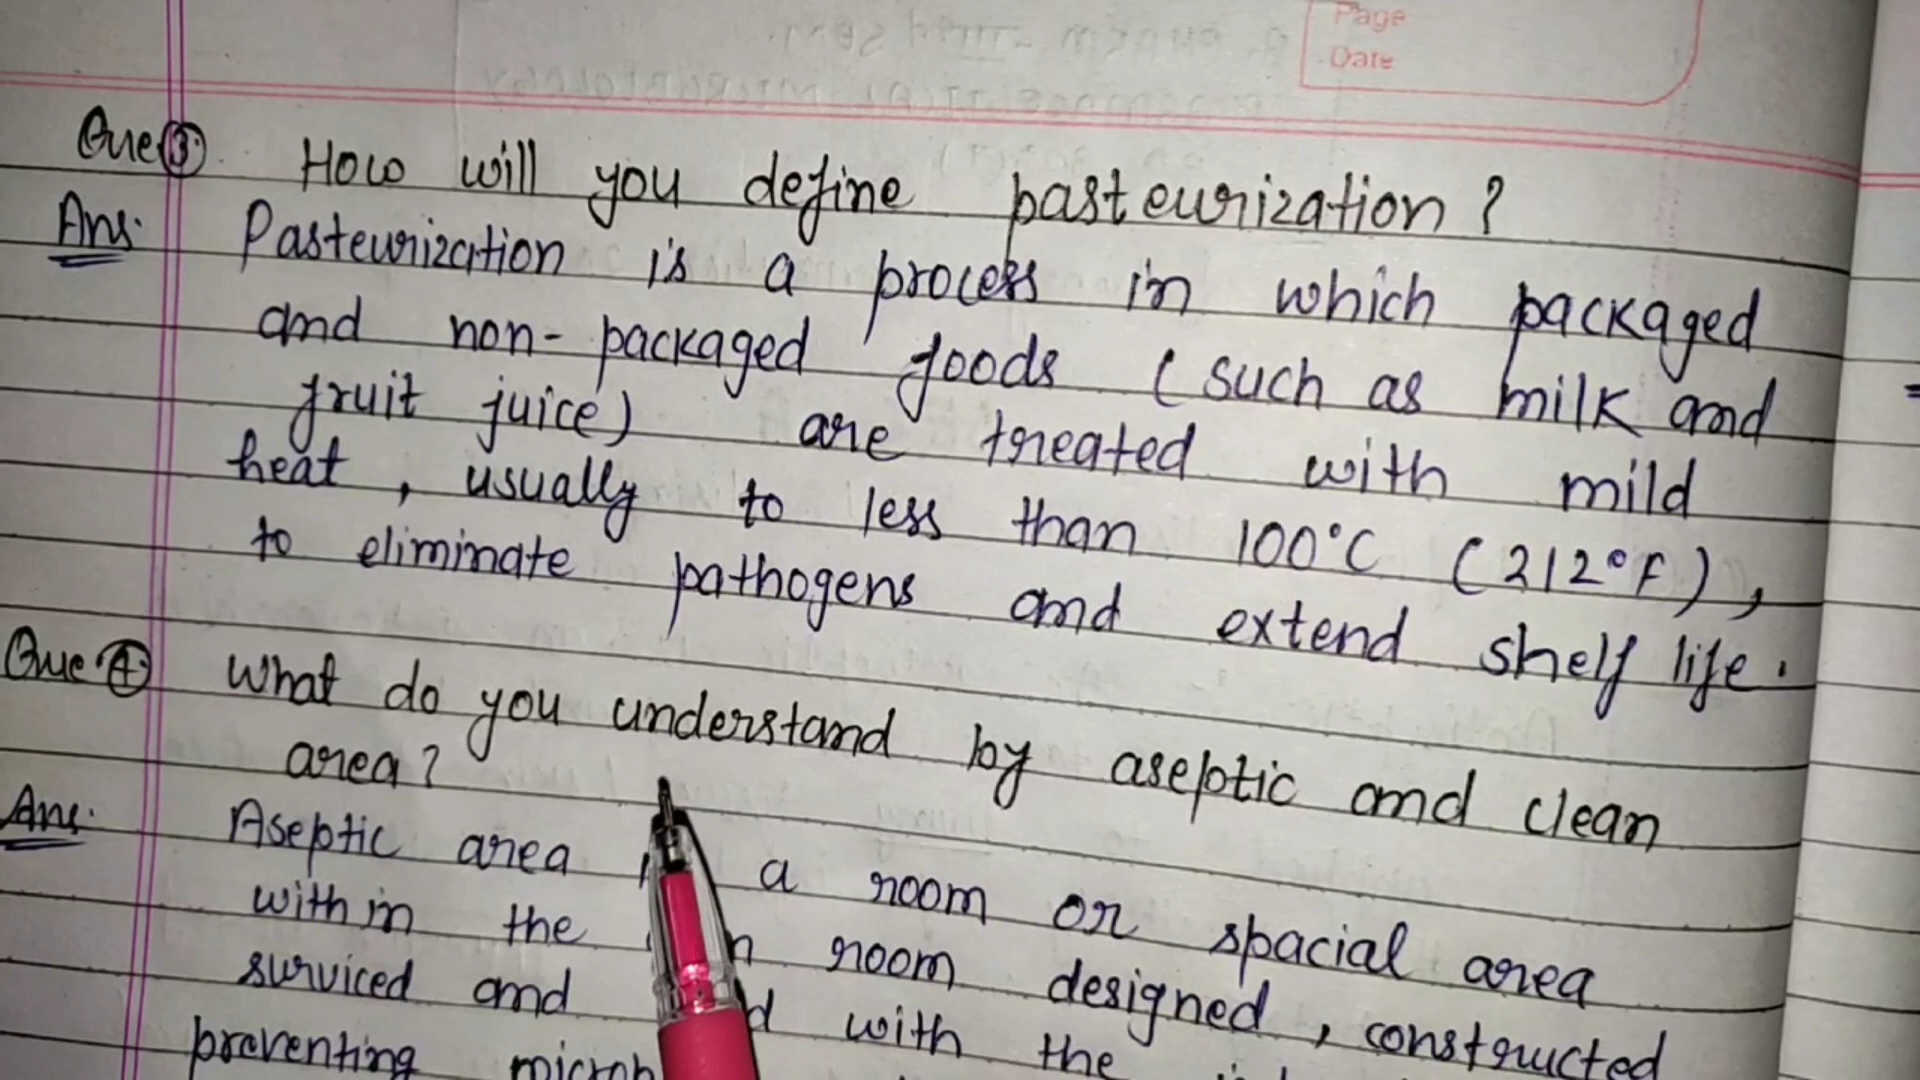 Page
Date
Que③ How will you define pasteurization?
Ans. Pasteurization is a process in which packaged
and non-packaged foods (such as milk and
fruit juice) are treated with mild
heat, usually to less than 100°C (212°F),
to eliminate pathogens and extend shelf life.
Que④ What do you understand by aseptic and clean
area?
Ans. Aseptic area a room or spacial area
within the room designed, constructed
surviced and with the
preventing